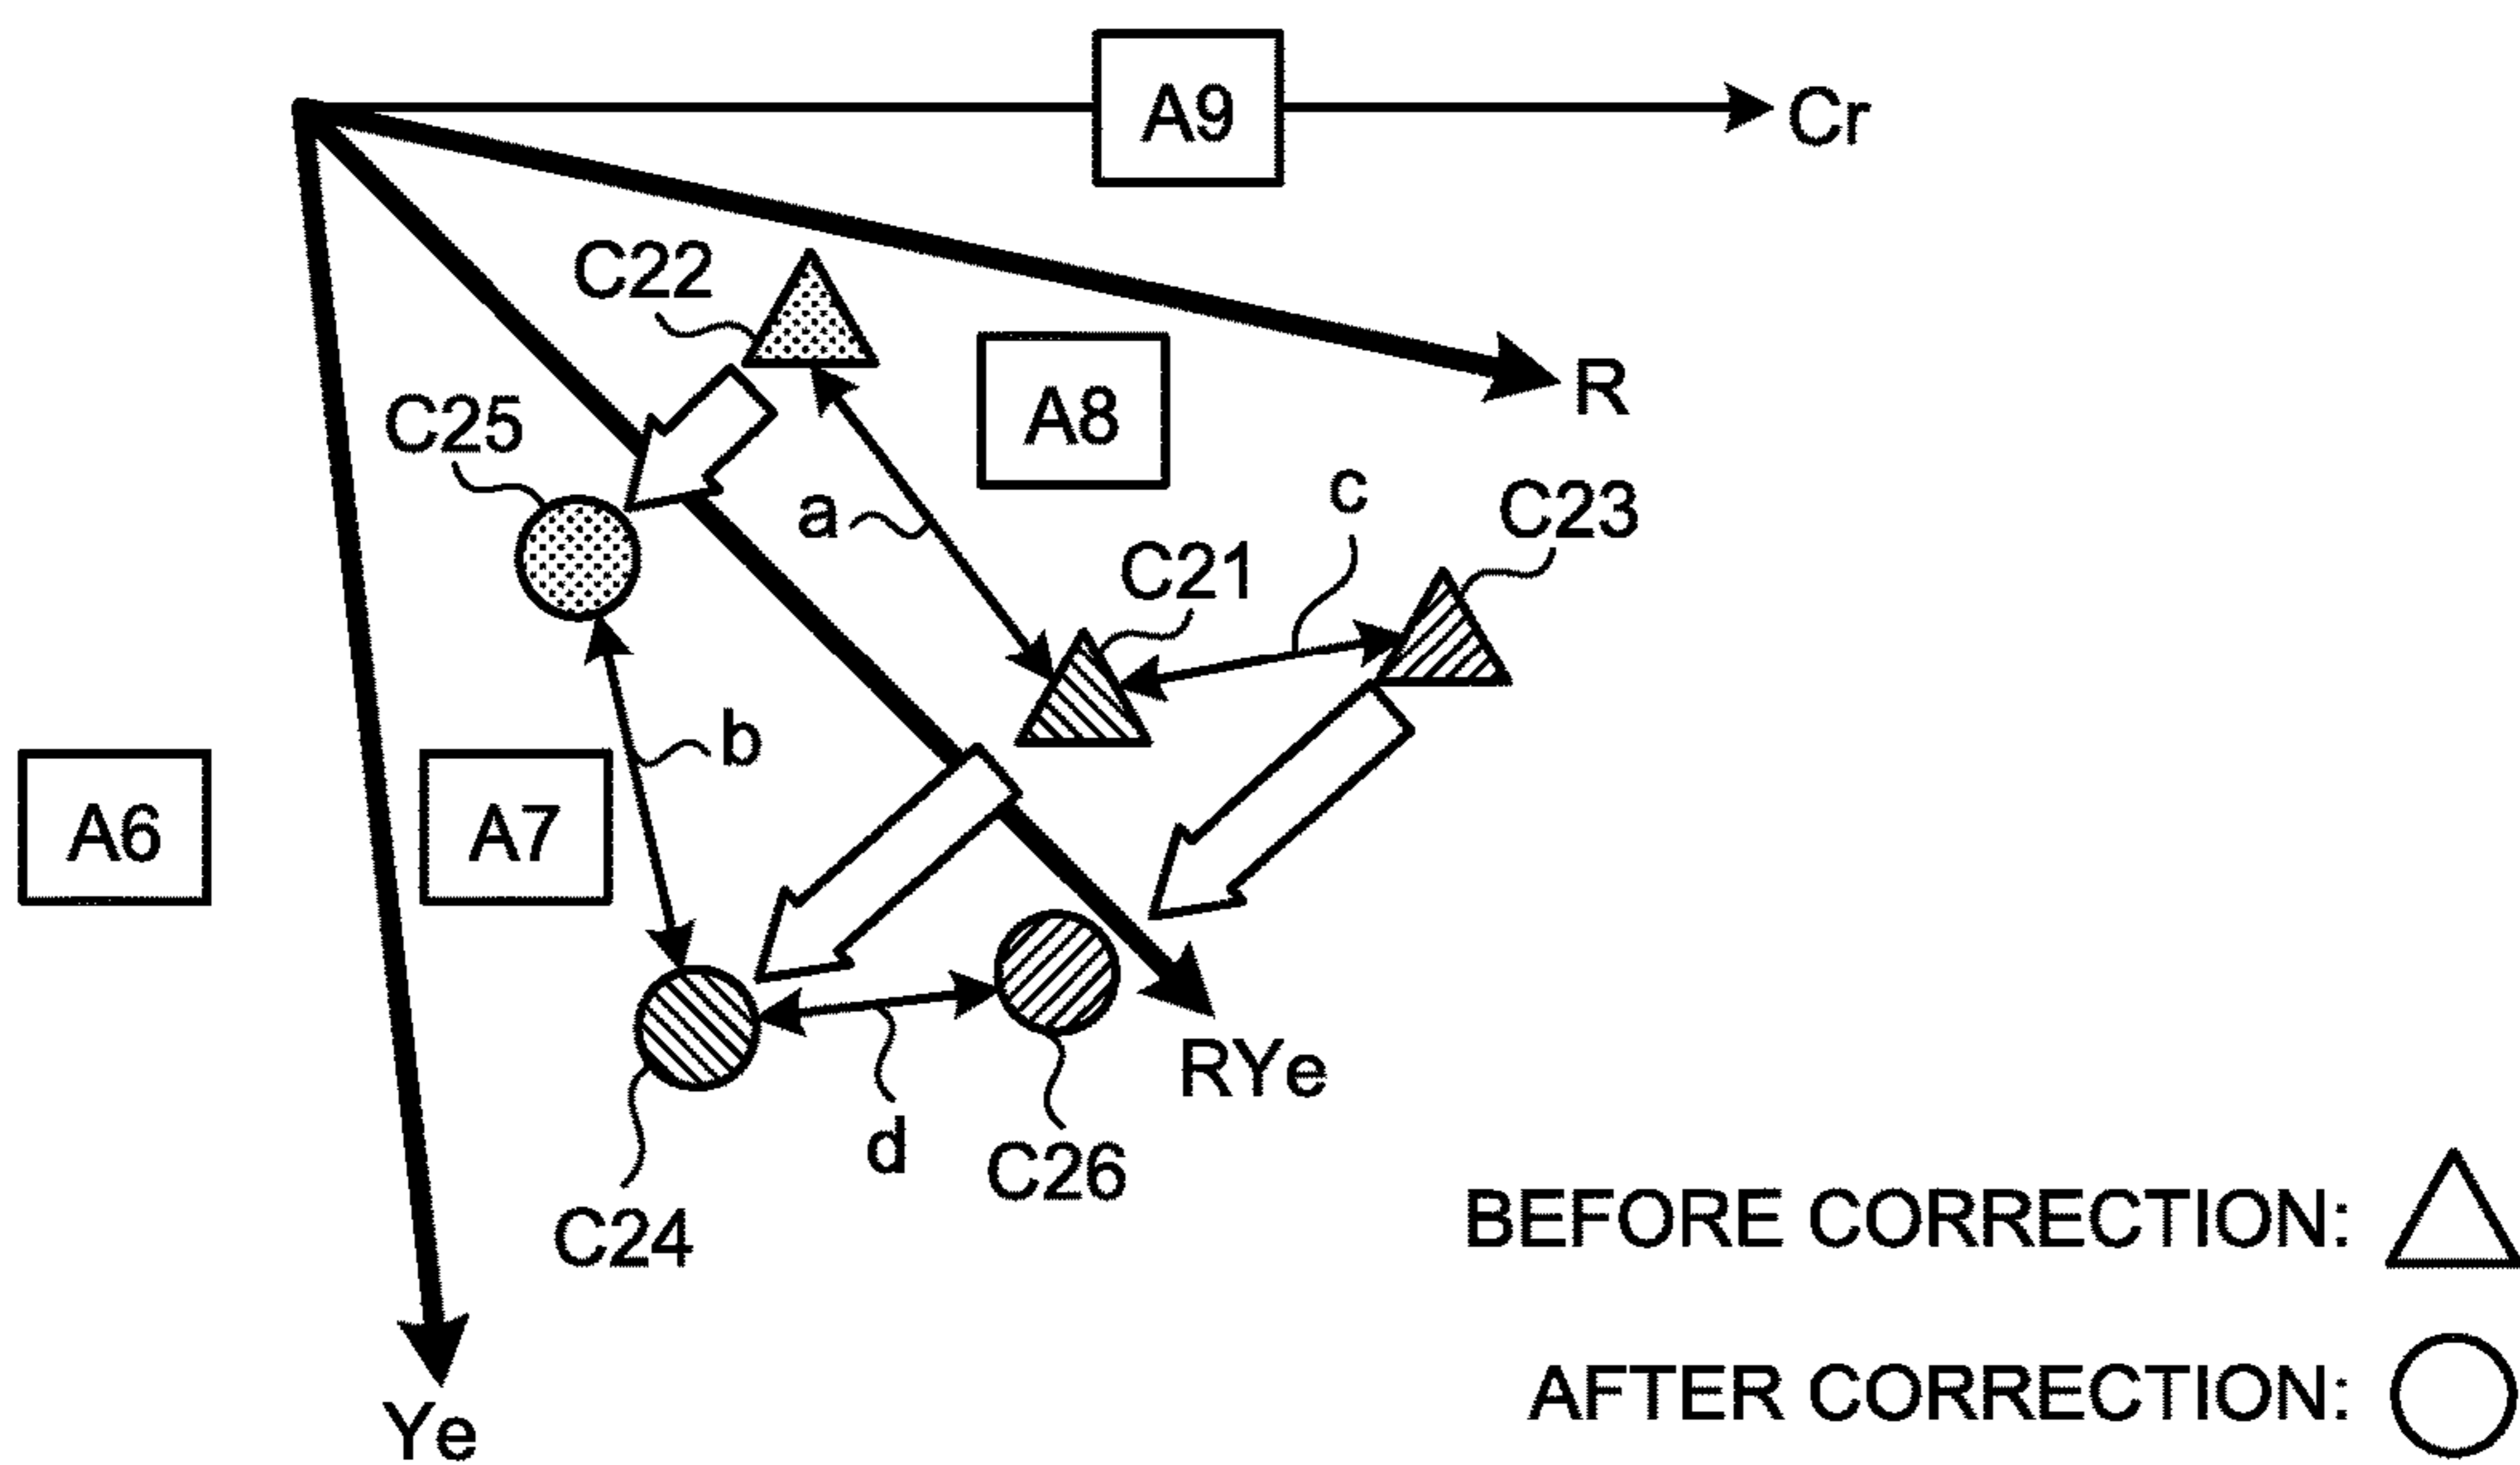 A9
Cr
C22
R
C25
A8
a
c
C23
C21
b
A6
A7
RYe
d
C26
C24
BEFORE CORRECTION:
AFTER CORRECTION:
Ye